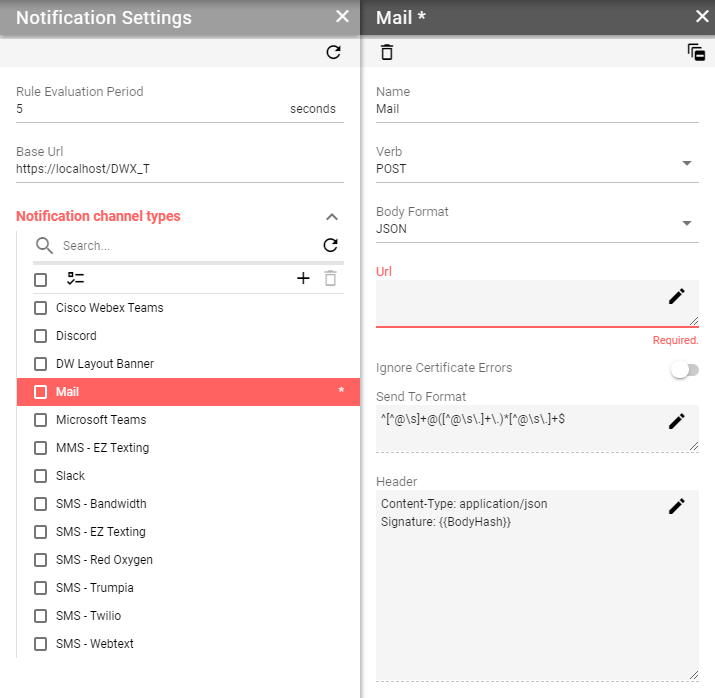 Notification Settings
Rule Evaluation Period
5 seconds
Base Url
https://localhost/DWX_T
Notification channel types
Search...
Cisco Webex Teams
Discord
DW Layout Banner
Mail *
Microsoft Teams
MMS - EZ Texting
Slack
SMS - Bandwidth
SMS - EZ Texting
SMS - Red Oxygen
SMS - Trumpia
SMS - Twilio
SMS - Webtext
Mail *
Name
Mail
Verb
POST
Body Format
JSON
Url
Required.
Ignore Certificate Errors
Send To Format
^[^@\s]+@([^@\s\.]+\.)*[^@\s\.]+$
Header
Content-Type: application/json
Signature: {{BodyHash}}